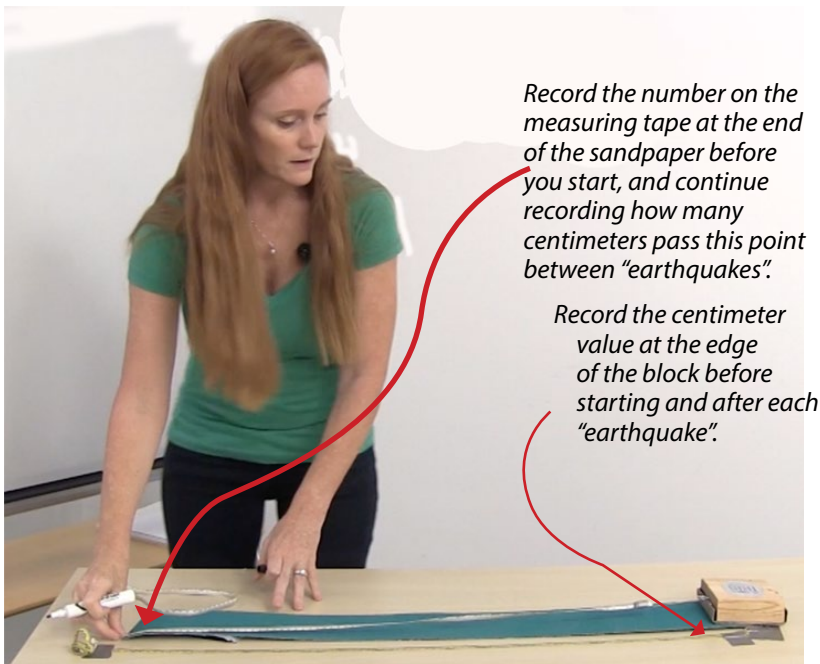 Record the number on the
measuring tape at the end
of the sandpaper before
you start, and continue
recording how many
centimeters pass this point
between “earthquakes”.
Record the centimeter
value at the edge
of the block before
starting and after each
“earthquake”.